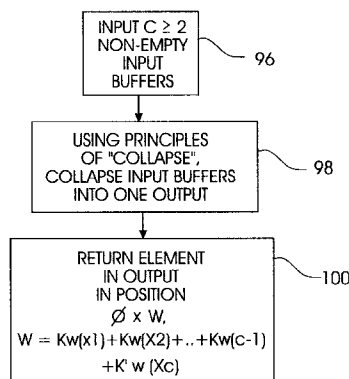 INPUT C ≥ 2
NON-EMPTY
INPUT
BUFFERS
96
USING PRINCIPLES
OF "COLLAPSE",
COLLAPSE INPUT BUFFERS
INTO ONE OUTPUT
98
RETURN ELEMENT
IN OUTPUT
IN POSITION
Ø x W,
W = Kw(x1)+Kw(X2)+..+Kw(c-1)
+K' w (Xc)
100